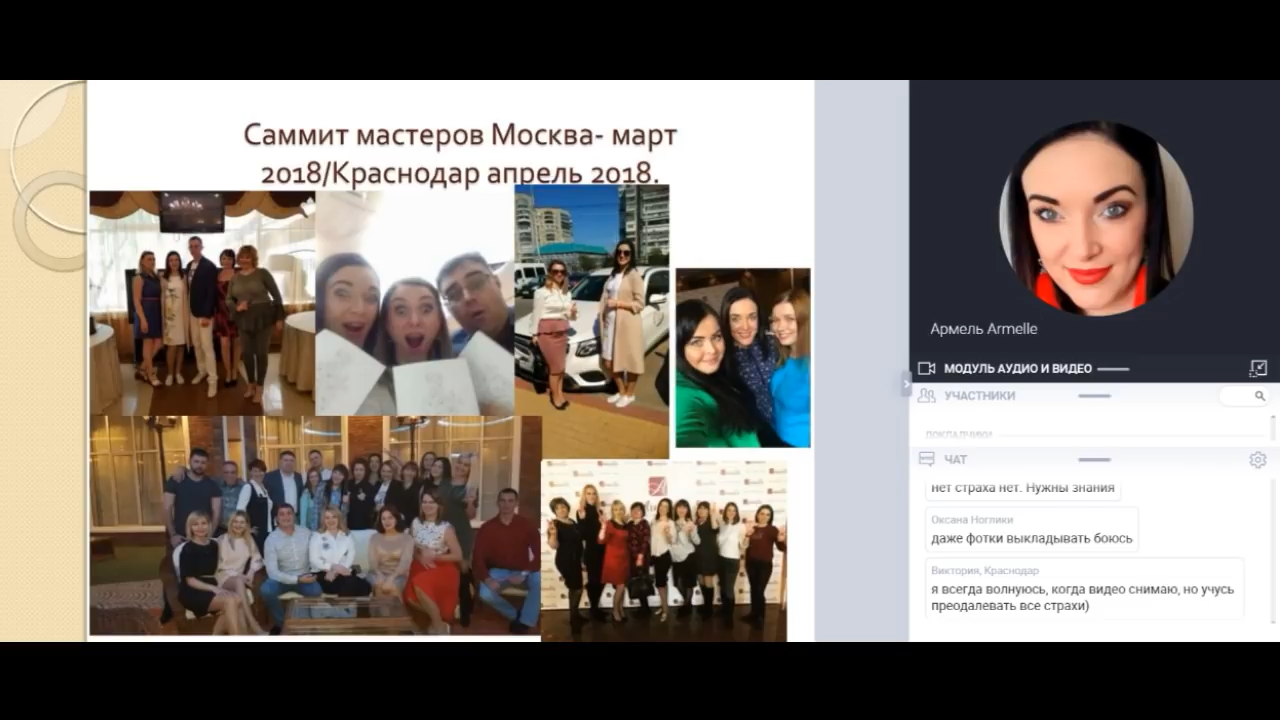 Саммит мастеров Москва- март
2018/Краснодар апрель 2018.
Армель Armelle
МОДУЛЬ АУДИО И ВИДЕО
УЧАСТНИКИ
ЧАТ
нет страха нет. Нужны знания
Оксана Ноглики
даже фотки выкладывать боюсь
Виктория, Краснодар
я всегда волнуюсь, когда видео снимаю, но учусь
преодалевать все страхи)